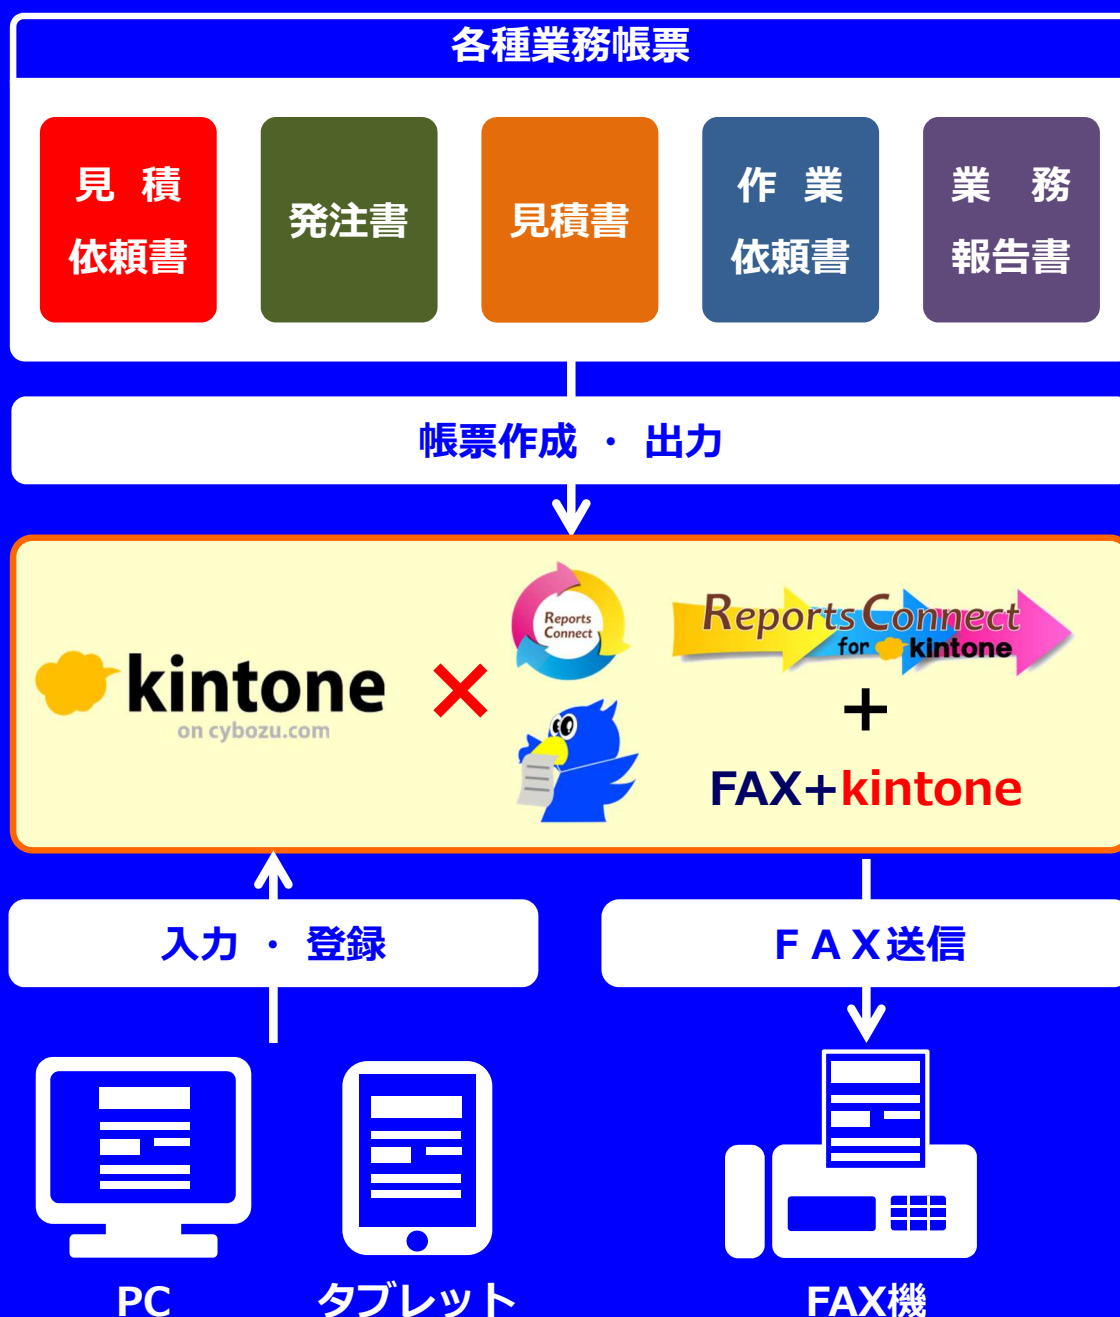 各種業務帳票
見 積
依頼書
発注書
見積書
作 業
依頼書
業 務
報告書
帳票作成 ・ 出力
kintone
on cybozu.com
×
Reports
Connect
ReportsConnect
for kintone
+
FAX+kintone
入力 ・ 登録
ＦＡＸ送信
PC
タブレット
FAX機